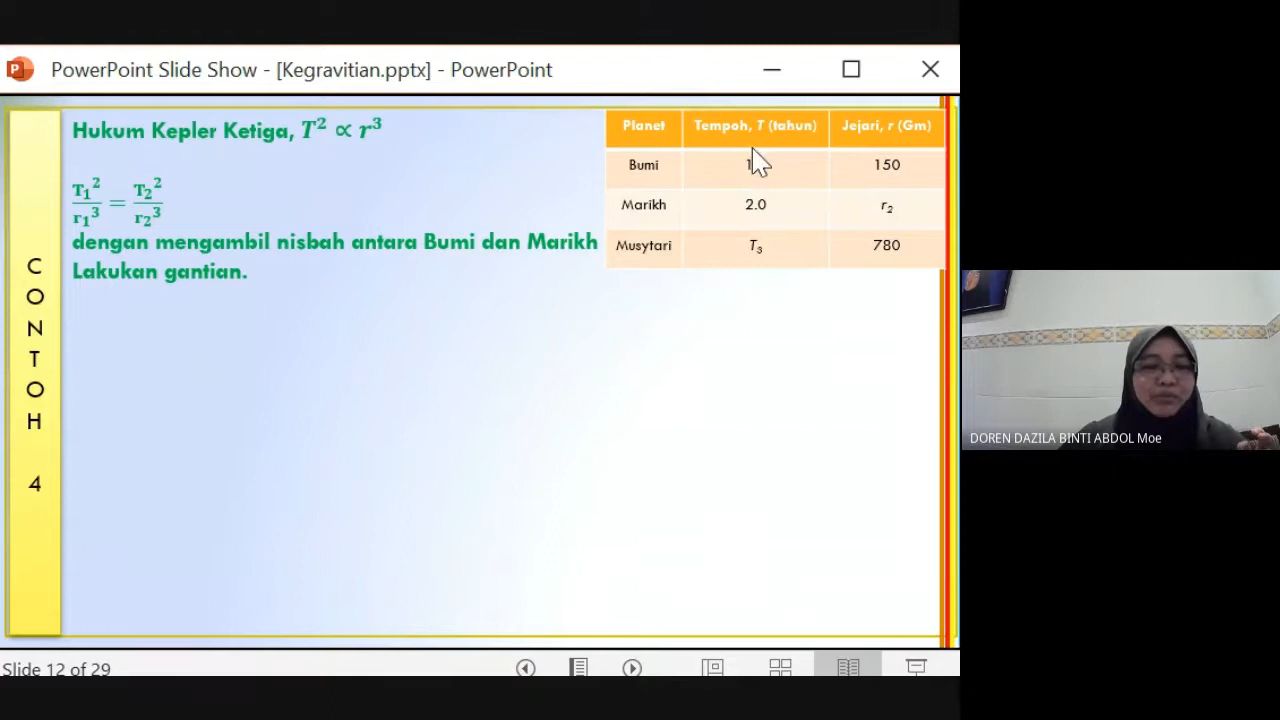 PowerPoint Slide Show - [Kegravitian.pptx] - PowerPoint
Hukum Kepler Ketiga, T² ∝ r³
T₁²/r₁³ = T₂²/r₂³
dengan mengambil nisbah antara Bumi dan Marikh
Lakukan gantian.
Planet Tempoh, T (tahun) Jejari, r (Gm)
Bumi 150
Marikh 2.0 r₂
Musytari T₃ 780
CONTOH 4
DOREN DAZILA BINTI ABDOL Moe
Slide 12 of 29